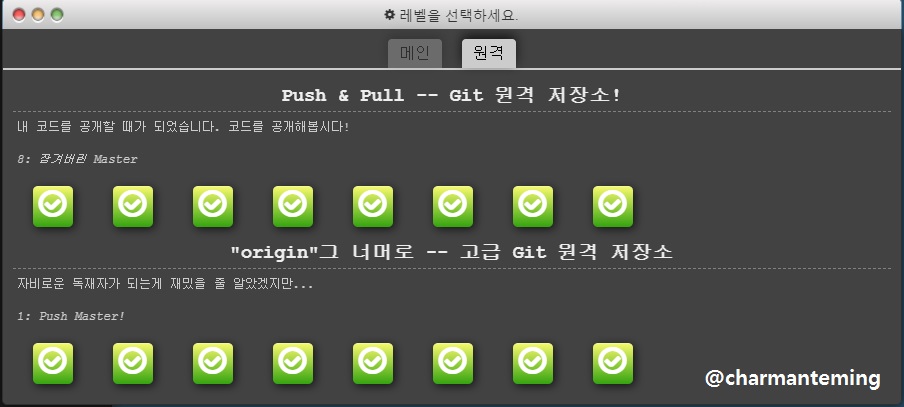 레벨을 선택하세요.
메인 원격
Push & Pull -- Git 원격 저장소!
내 코드를 공개할 때가 되었습니다. 코드를 공개해봅시다!
8: 잠겨버린 Master
"origin"그 너머로 -- 고급 Git 원격 저장소
자비로운 독재자가 되는게 재밌을 줄 알았겠지만...
1: Push Master!
@charmanteming